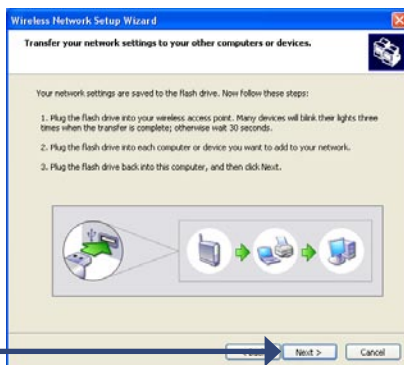 Wireless Network Setup Wizard
Transfer your network settings to your other computers or devices.
Your network settings are saved to the flash drive. Now follow these steps:
1. Plug the flash drive into your wireless access point. Many devices will blink their lights three
times when the transfer is complete; otherwise wait 30 seconds.
2. Plug the flash drive into each computer or device you want to add to your network.
3. Plug the flash drive back into this computer, and then click Next.
Next > Cancel